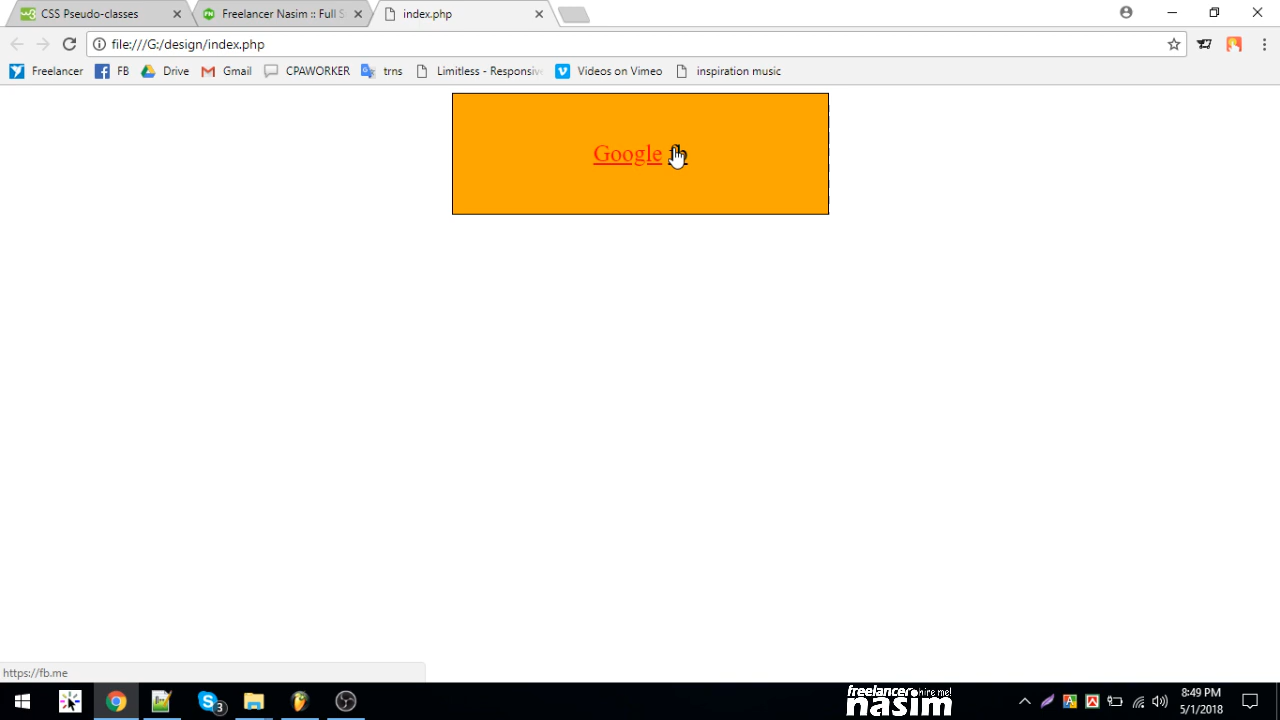 CSS Pseudo-classes
Freelancer Nasim :: Full S
index.php
file:///G:/design/index.php
Freelancer FB Drive Gmail CPAWORKER trns Limitless - Responsive Videos on Vimeo inspiration music
Google
https://fb.me
3
freelancer hire me!
nasim
8:49 PM
5/1/2018